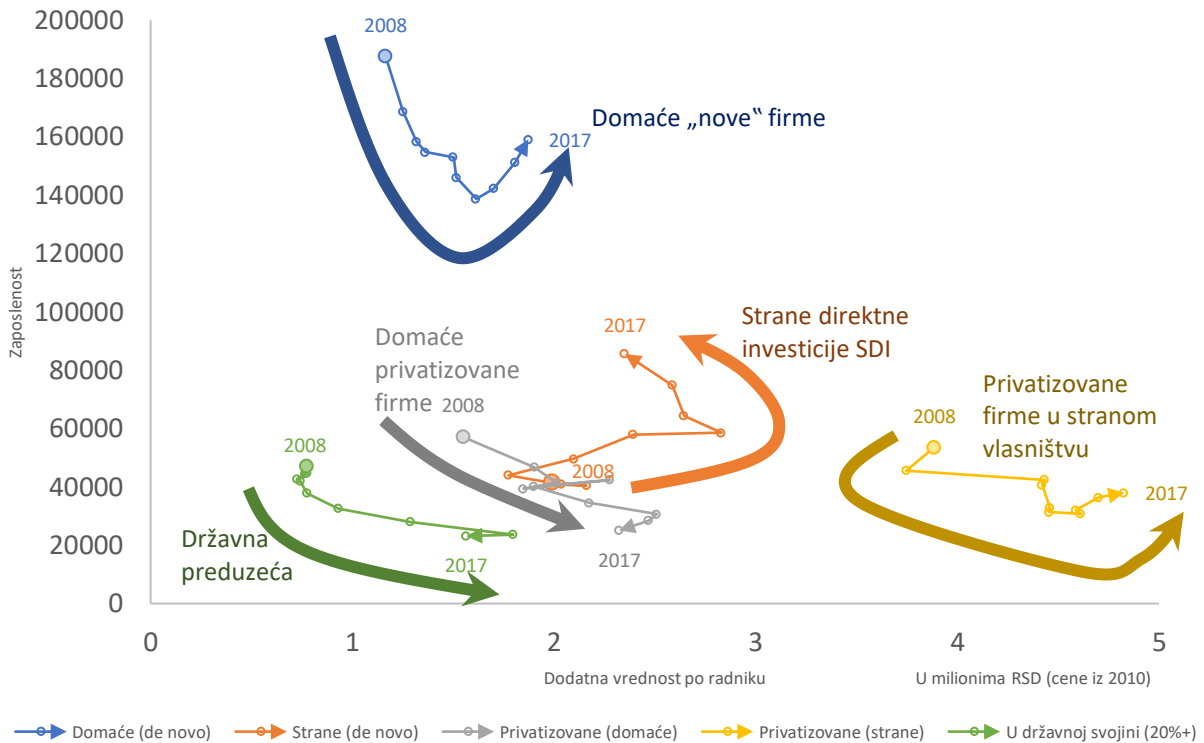 200000
180000
160000
140000
120000
100000
80000
60000
40000
20000
0
Zaposlenost
2008
Domaće „nove“ firme
2017
Strane direktne
investicije SDI
2017
2008
Domaće
privatizovane
firme
2008
2017
Privatizovane
firme u stranom
vlasništvu
2008
2017
2008
Državna
preduzeća
2017
0 1 2 3 4 5
Dodatna vrednost po radniku
U milionima RSD (cene iz 2010)
Domaće (de novo) Strane (de novo) Privatizovane (domaće) Privatizovane (strane) U državnoj svojini (20%+)